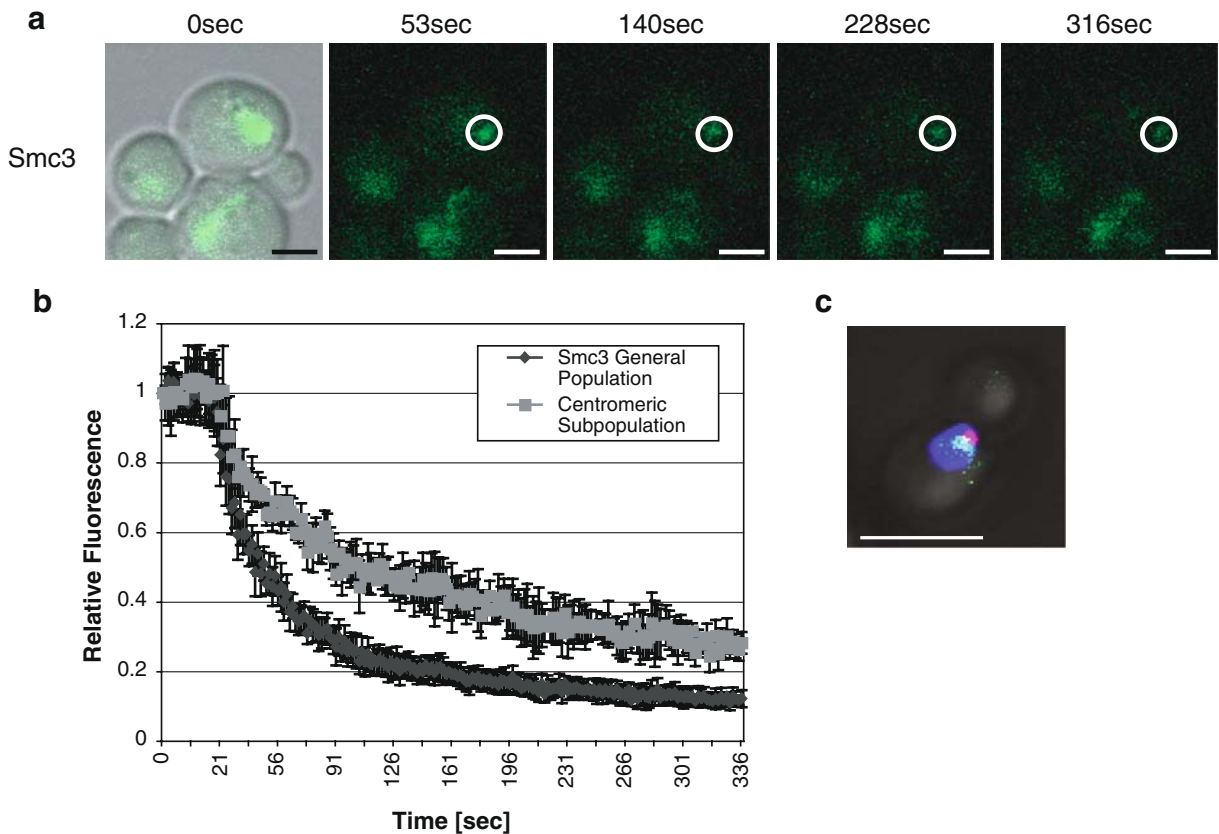 a
0sec 53sec 140sec 228sec 316sec
Smc3
b
Relative Fluorescence
1.2
1
0.8
0.6
0.4
0.2
0
Smc3 General
Population
Centromeric
Subpopulation
0 21 56 91 126 161 196 231 266 301 336
Time [sec]
c